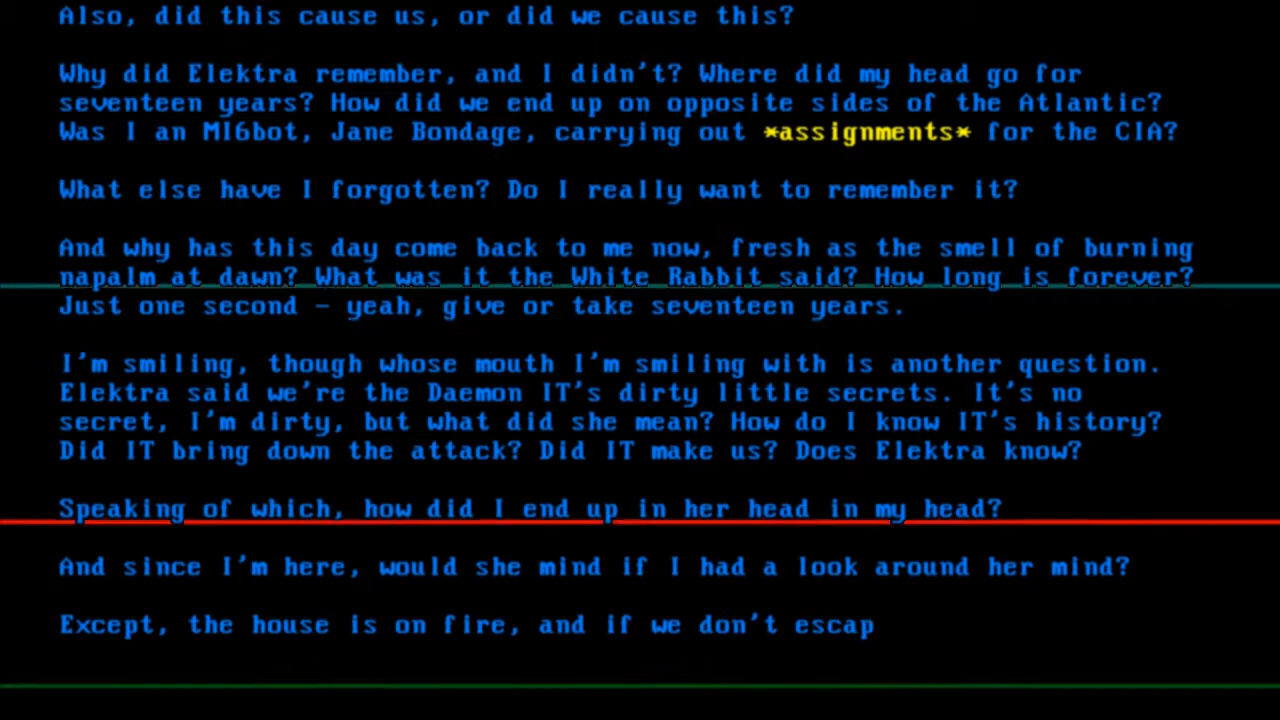 Also, did this cause us, or did we cause this?
Why did Elektra remember, and I didn't? Where did my head go for
seventeen years? How did we end up on opposite sides of the Atlantic?
Was I an MI6bot, Jane Bondage, carrying out *assignments* for the CIA?
What else have I forgotten? Do I really want to remember it?
And why has this day come back to me now, fresh as the smell of burning
napalm at dawn? What was it the White Rabbit said? How long is forever?
Just one second – yeah, give or take seventeen years.
I'm smiling, though whose mouth I'm smiling with is another question.
Elektra said we're the Daemon IT's dirty little secrets. It's no
secret, I'm dirty, but what did she mean? How do I know IT's history?
Did IT bring down the attack? Did IT make us? Does Elektra know?
Speaking of which, how did I end up in her head in my head?
And since I'm here, would she mind if I had a look around her mind?
Except, the house is on fire, and if we don't escap